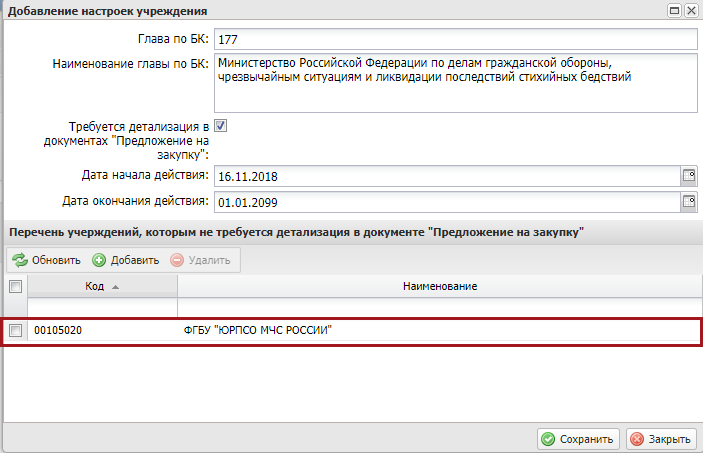 Добавление настроек учреждения
Глава по БК: 177
Наименование главы по БК: Министерство Российской Федерации по делам гражданской обороны,
чрезвычайным ситуациям и ликвидации последствий стихийных бедствий
Требуется детализация в
документах "Предложение на
закупку":
Дата начала действия: 16.11.2018
Дата окончания действия: 01.01.2099
Перечень учерждений, которым не требуется детализация в документе "Предложение на закупку"
Обновить Добавить Удалить
Код Наименование
00105020 ФГБУ "ЮРПСО МЧС РОССИИ"
Сохранить Закрыть